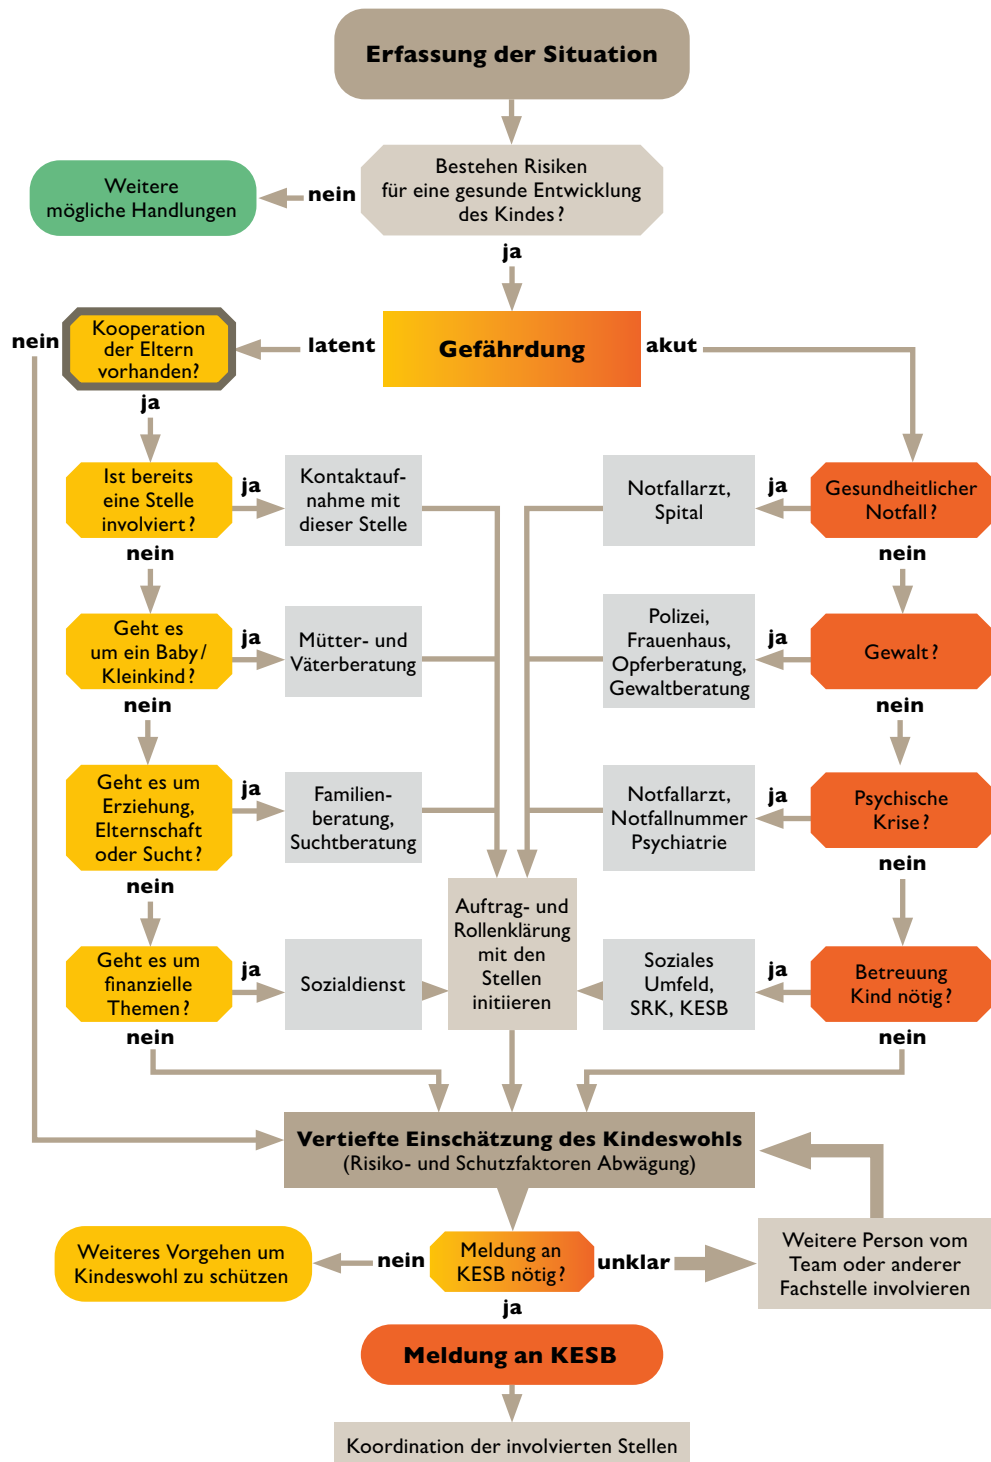 Erfassung der Situation
Bestehen Risiken
für eine gesunde Entwicklung
des Kindes?
nein
Weitere
mögliche Handlungen
ja
Gefährdung
latent
akut
Kooperation
der Eltern
vorhanden?
nein
ja
Ist bereits
eine Stelle
involviert?
ja
Kontaktauf-
nahme mit
dieser Stelle
nein
Geht es
um ein Baby/
Kleinkind?
ja
Mütter- und
Väterberatung
nein
Geht es um
Erziehung,
Elternschaft
oder Sucht?
ja
Familien-
beratung,
Suchtberatung
nein
Geht es um
finanzielle
Themen?
ja
Sozialdienst
nein
Gesundheitlicher
Notfall?
ja
Notfallarzt,
Spital
nein
Gewalt?
ja
Polizei,
Frauenhaus,
Opferberatung,
Gewaltberatung
nein
Psychische
Krise?
ja
Notfallarzt,
Notfallnummer
Psychiatrie
nein
Betreuung
Kind nötig?
ja
Soziales
Umfeld,
SRK, KESB
nein
Auftrag- und
Rollenklärung
mit den
Stellen
initiieren
Vertiefte Einschätzung des Kindeswohls
(Risiko- und Schutzfaktoren Abwägung)
Meldung an
KESB nötig?
nein
Weiteres Vorgehen um
Kindeswohl zu schützen
unklar
Weitere Person vom
Team oder anderer
Fachstelle involvieren
ja
Meldung an KESB
Koordination der involvierten Stellen